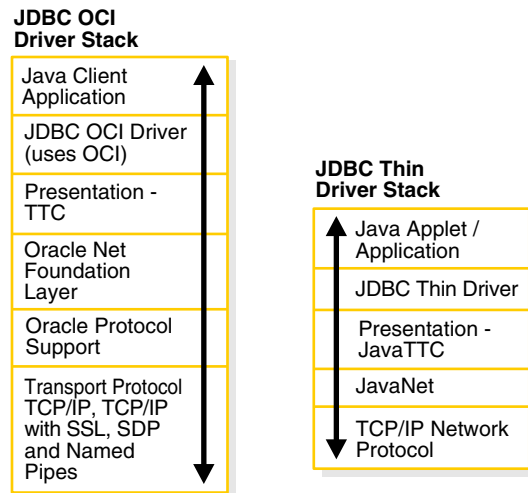 JDBC OCI
Driver Stack
Java Client
Application
JDBC OCI Driver
(uses OCI)
Presentation -
TTC
Oracle Net
Foundation
Layer
Oracle Protocol
Support
Transport Protocol
TCP/IP, TCP/IP
with SSL, SDP
and Named
Pipes
JDBC Thin
Driver Stack
Java Applet /
Application
JDBC Thin Driver
Presentation -
JavaTTC
JavaNet
TCP/IP Network
Protocol